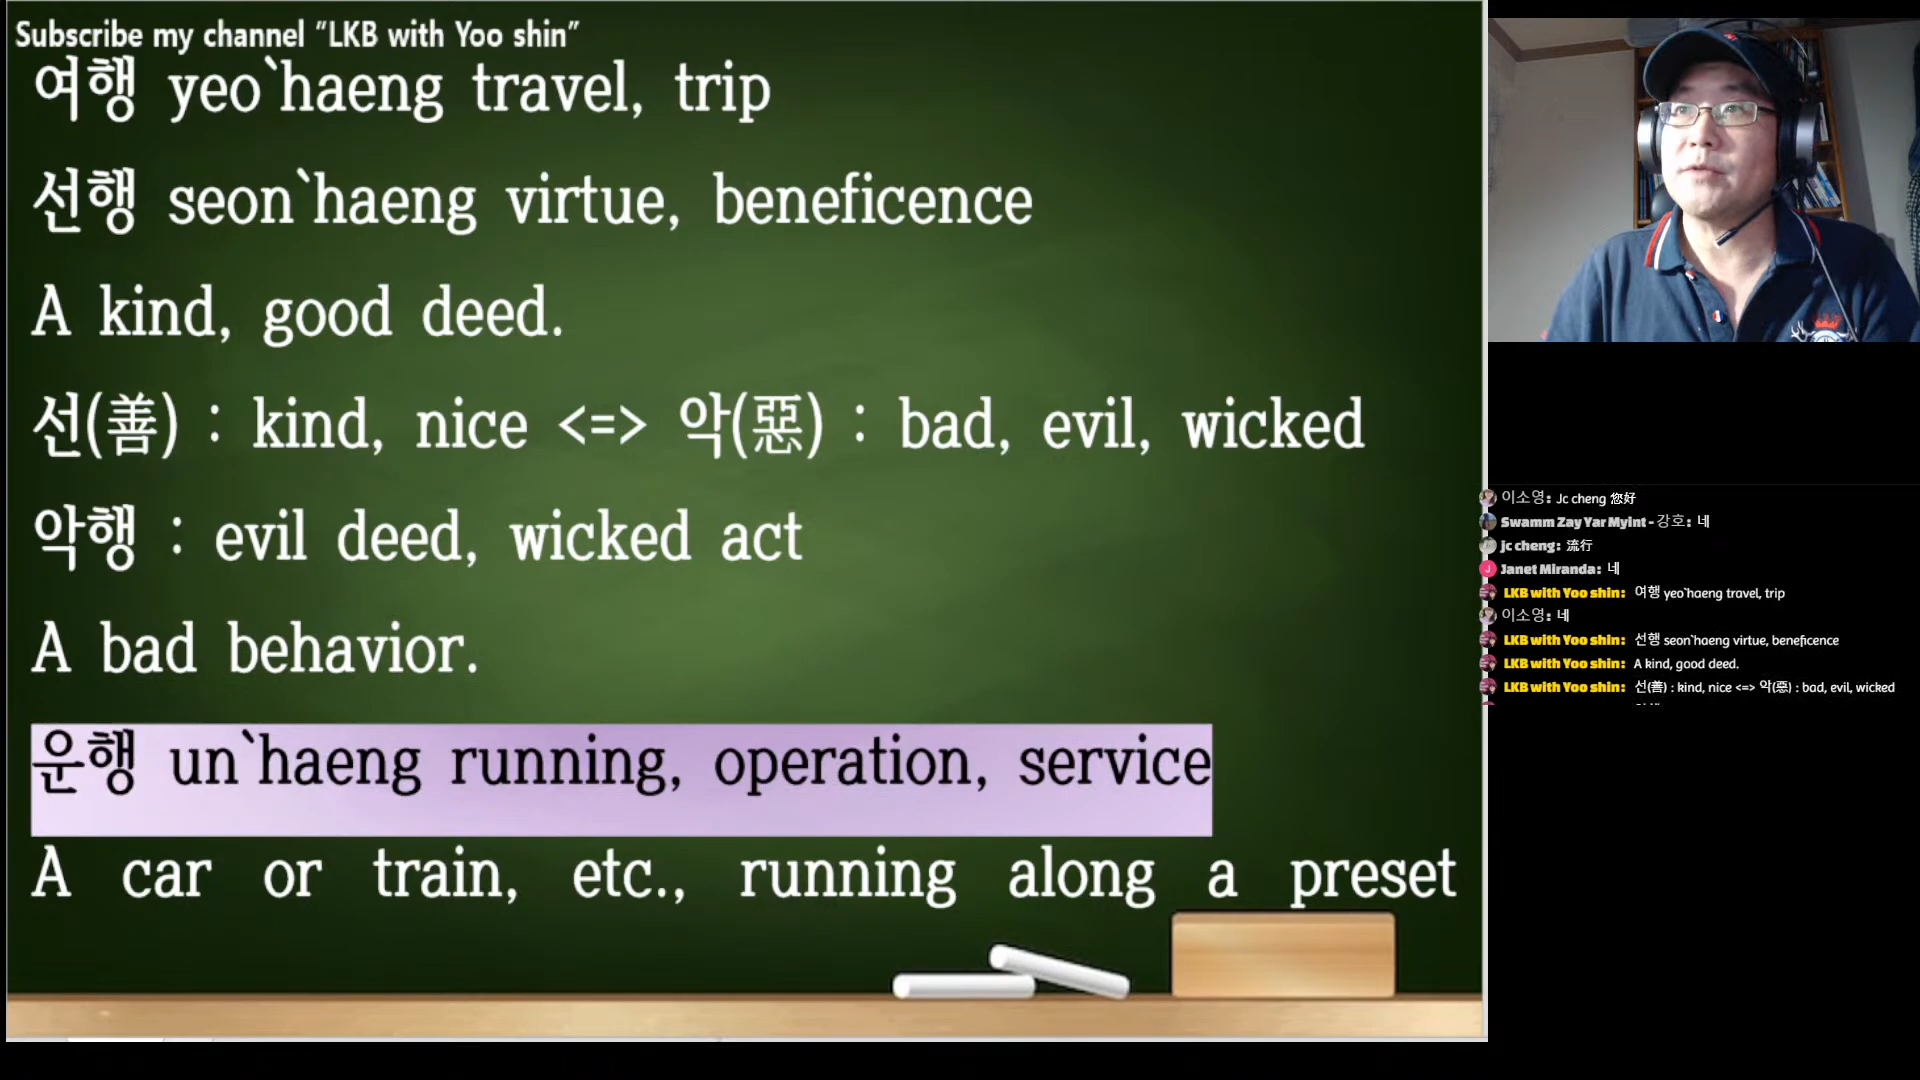 Subscribe my channel “LKB with Yoo shin”
여행 yeo`haeng travel, trip
선행 seon`haeng virtue, beneficence
A kind, good deed.
선(善) : kind, nice <=> 악(惡) : bad, evil, wicked
악행 : evil deed, wicked act
A bad behavior.
운행 un`haeng running, operation, service
A car or train, etc., running along a preset
이소영: Jc cheng 您好
Swamm Zay Yar Myint - 강호: 네
jc cheng: 流行
J Janet Miranda: 네
LKB with Yoo shin: 여행 yeo`haeng travel, trip
이소영: 네
LKB with Yoo shin: 선행 seon`haeng virtue, beneficence
LKB with Yoo shin: A kind, good deed.
LKB with Yoo shin: 선(善) : kind, nice <=> 악(惡) : bad, evil, wicked